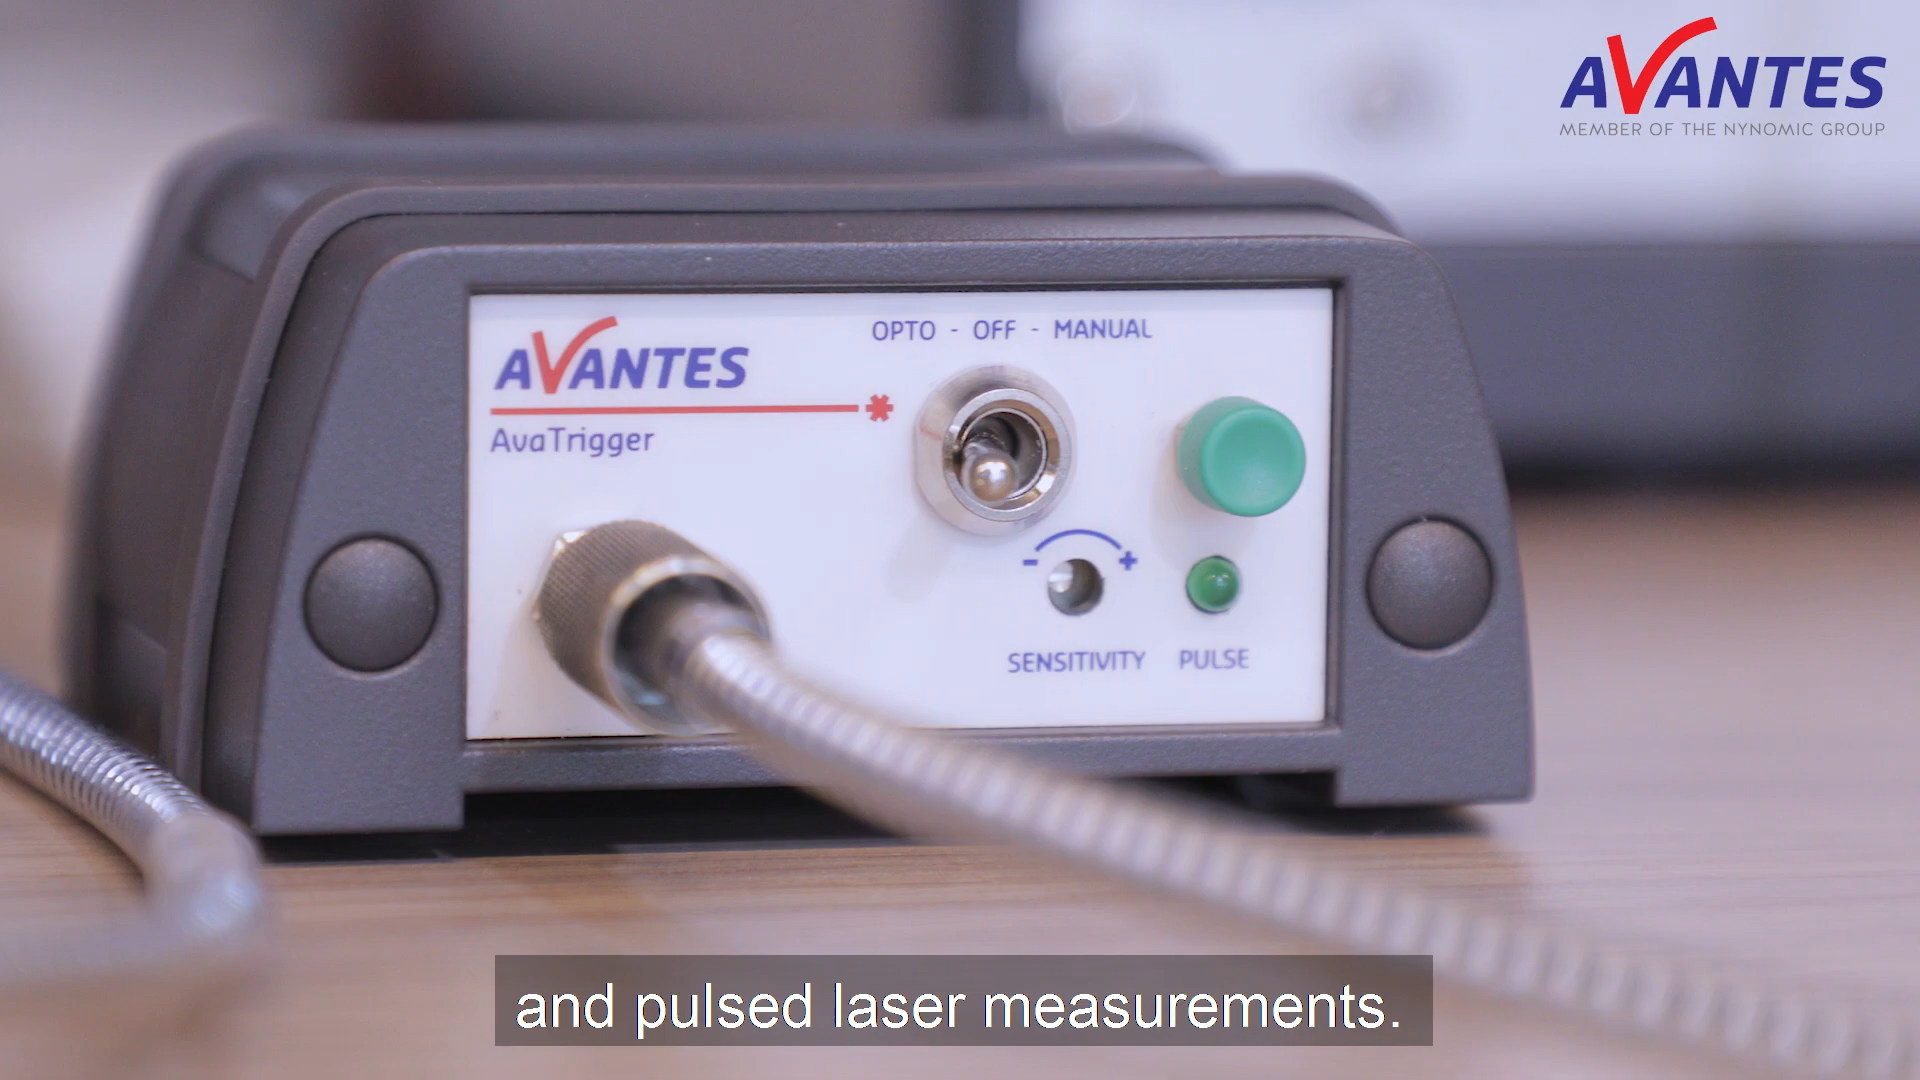 AVANTES
MEMBER OF THE NYNOMIC GROUP
OPTO - OFF - MANUAL
AVANTES
AvaTrigger
- +
SENSITIVITY PULSE
and pulsed laser measurements.